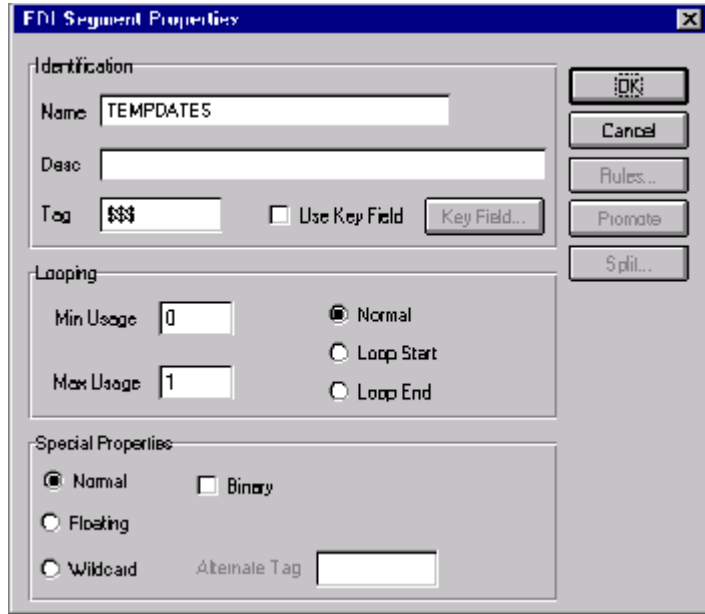 EDI Segment Properties
Identification
Name TEMPDATES
Desc
Tag $$$ Use Key Field Key Field...
OK
Cancel
Rules...
Promote
Split...
Looping
Min Usage 0
Max Usage 1
Normal
Loop Start
Loop End
Special Properties
Normal Binary
Floating
Wildcard Alternate Tag